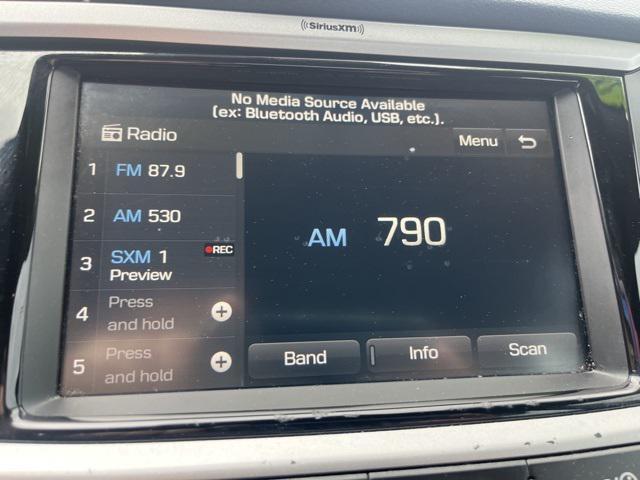 ((SiriusXM))
No Media Source Available
(ex: Bluetooth Audio, USB, etc.).
Radio
Menu
1 FM 87.9
2 AM 530
3 SXM 1 REC
Preview
4 Press
and hold
5 Press
and hold
AM 790
Band Info Scan